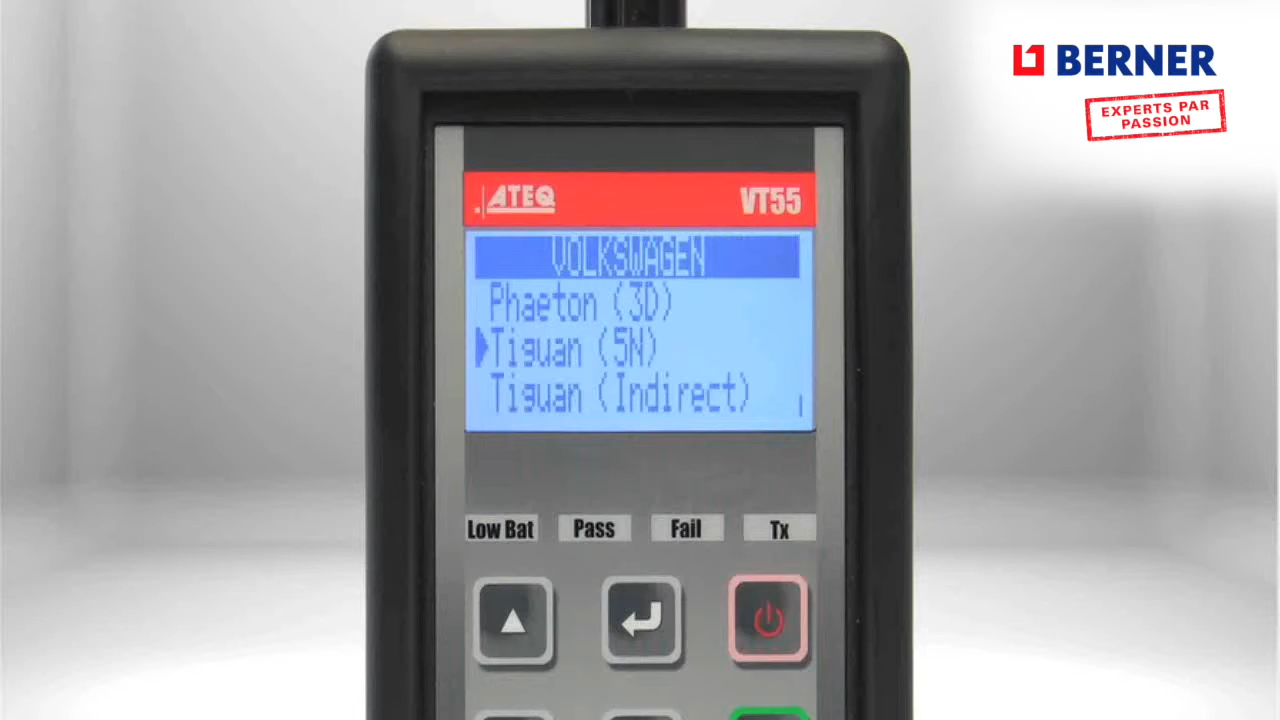 BERNER
EXPERTS PAR
PASSION
ATEQ
VT55
VOLKSWAGEN
Phaeton (3D)
Tiguan (5N)
Tiguan (Indirect)
Low Bat
Pass
Fail
Tx